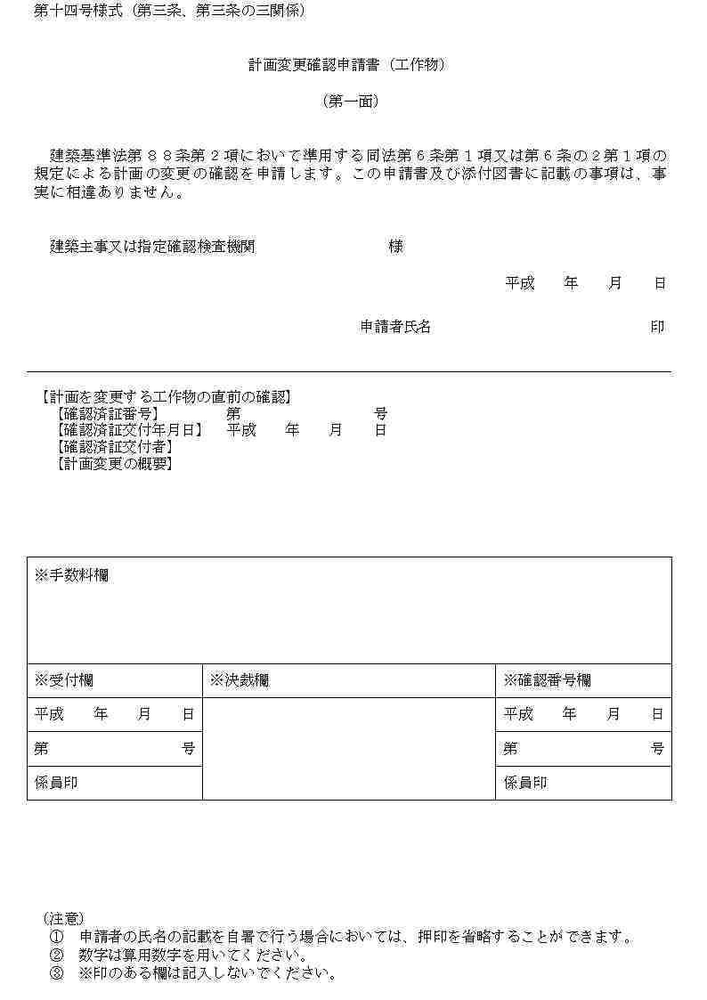 第十四号様式（第三条、第三条の三関係）
計画変更確認申請書（工作物）
（第一面）
建築基準法第８８条第２項において準用する同法第６条第１項又は第６条の２第１項の
規定による計画の変更の確認を申請します。この申請書及び添付図書に記載の事項は、事
実に相違ありません。
建築主事又は指定確認検査機関　　　　　　　　　様
平成　　年　　月　　日
申請者氏名　　　　　　　　　　　　　　　印
【計画を変更する工作物の直前の確認】
【確認済証番号】　　　　第　　　　　　　　　号
【確認済証交付年月日】　平成　　年　　月　　日
【確認済証交付者】
【計画変更の概要】
※手数料欄
※受付欄　　※決裁欄　　※確認番号欄
平成　　年　　月　　日　　平成　　年　　月　　日
第　　　　　　　　　号　　第　　　　　　　　　号
係員印　　係員印
（注意）
①　申請者の氏名の記載を自署で行う場合においては、押印を省略することができます。
②　数字は算用数字を用いてください。
③　※印のある欄は記入しないでください。